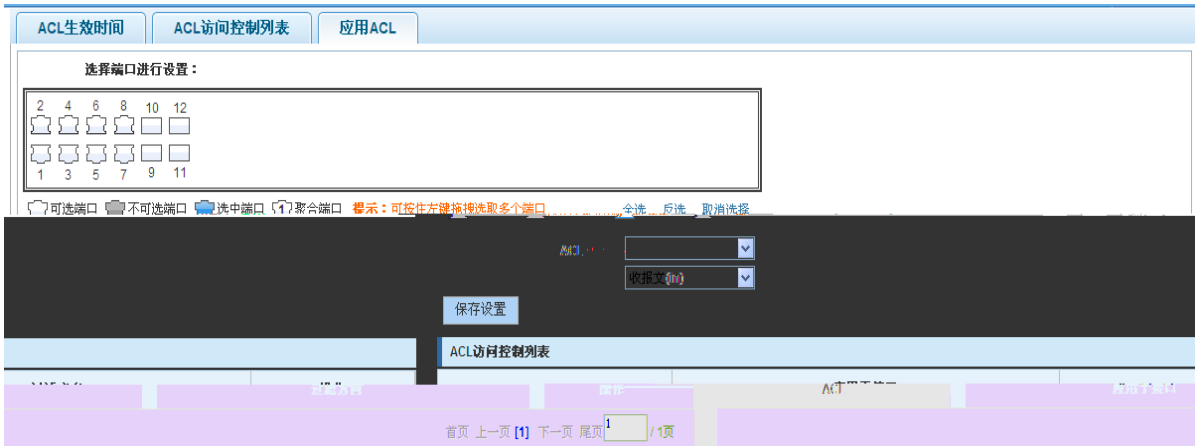 ACL生效时间 ACL访问控制列表 应用ACL
选择端口进行设置：
2 4 6 8 10 12
1 3 5 7 9 11
可选端口 不可选端口 选中端口 1 聚合端口 提示：可按住左键拖拽选取多个端口 全选 反选 取消选择
收报文(in)
保存设置
ACL访问控制列表
首页 上一页 [1] 下一页 尾页 1 / 1页